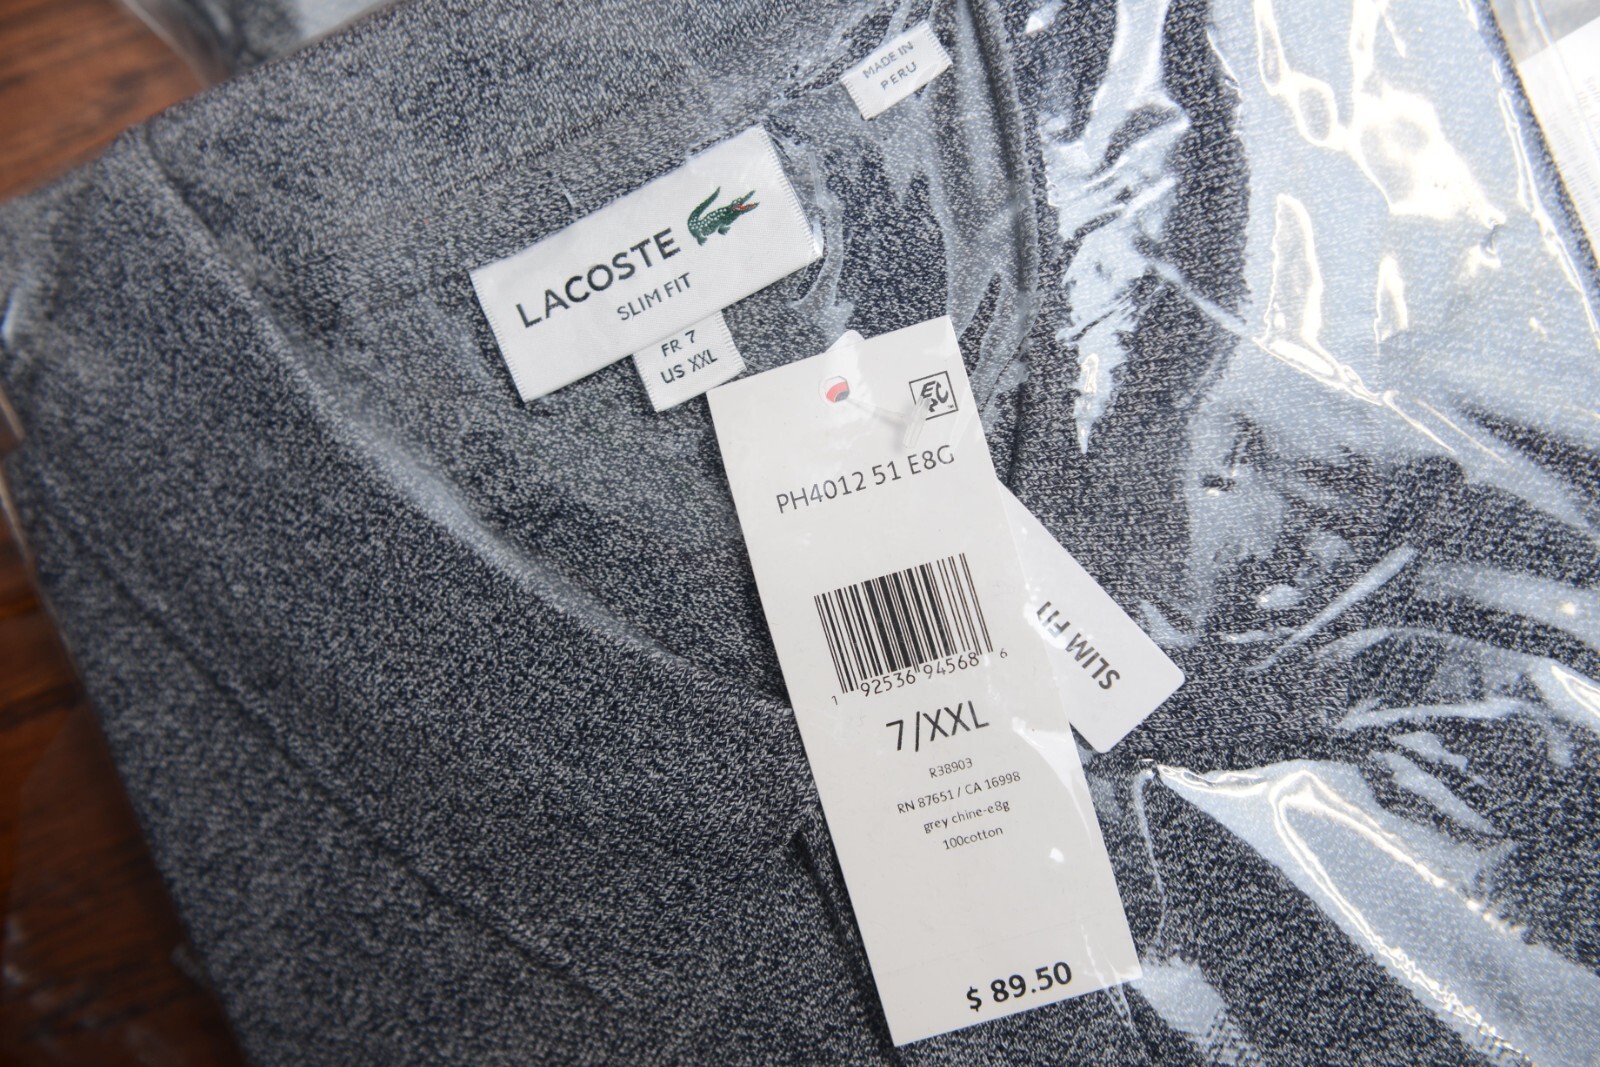 MADE IN
PERU
LACOSTE
SLIM FIT
FR 7
US XXL
PH4012 51 E8G
1 92536 94568 6
7/XXL
R38903
RN 87651 / CA 16998
grey chine-e8g
100cotton
$ 89.50
SLIM FIT